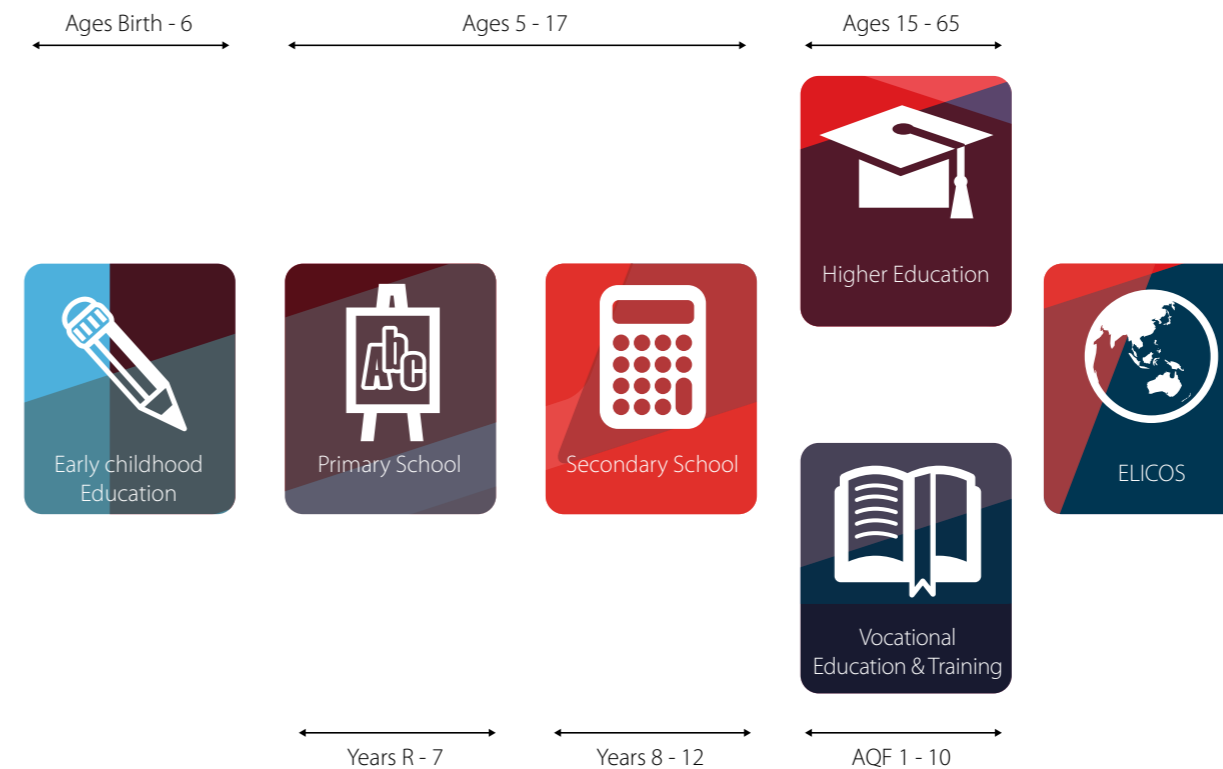 Ages Birth - 6
Ages 5 - 17
Ages 15 - 65
Higher Education
Abc
Early childhood
Education
Primary School
Secondary School
ELICOS
Vocational
Education & Training
Years R - 7
Years 8 - 12
AQF 1 - 10